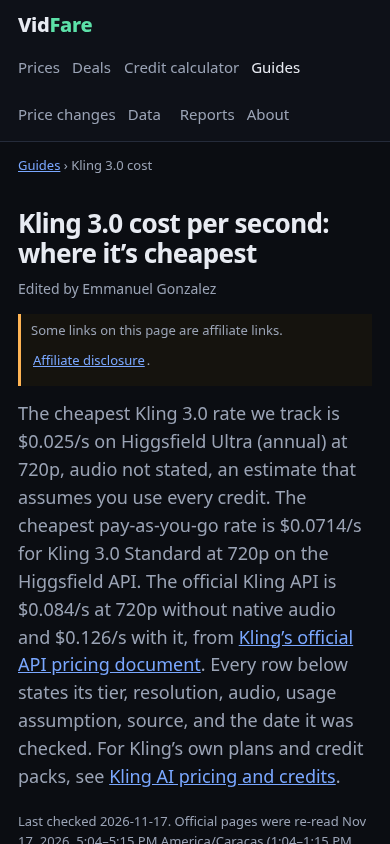 VidFare
Prices Deals Credit calculator Guides
Price changes Data Reports About
Guides › Kling 3.0 cost
Kling 3.0 cost per second:
where it’s cheapest
Edited by Emmanuel Gonzalez
Some links on this page are affiliate links.
Affiliate disclosure.
The cheapest Kling 3.0 rate we track is
$0.025/s on Higgsfield Ultra (annual) at
720p, audio not stated, an estimate that
assumes you use every credit. The
cheapest pay-as-you-go rate is $0.0714/s
for Kling 3.0 Standard at 720p on the
Higgsfield API. The official Kling API is
$0.084/s at 720p without native audio
and $0.126/s with it, from Kling’s official
API pricing document. Every row below
states its tier, resolution, audio, usage
assumption, source, and the date it was
checked. For Kling’s own plans and credit
packs, see Kling AI pricing and credits.
Last checked 2026-11-17. Official pages were re-read Nov
17, 2026, 5:04–5:15 PM America/Caracas (1:04–1:15 PM